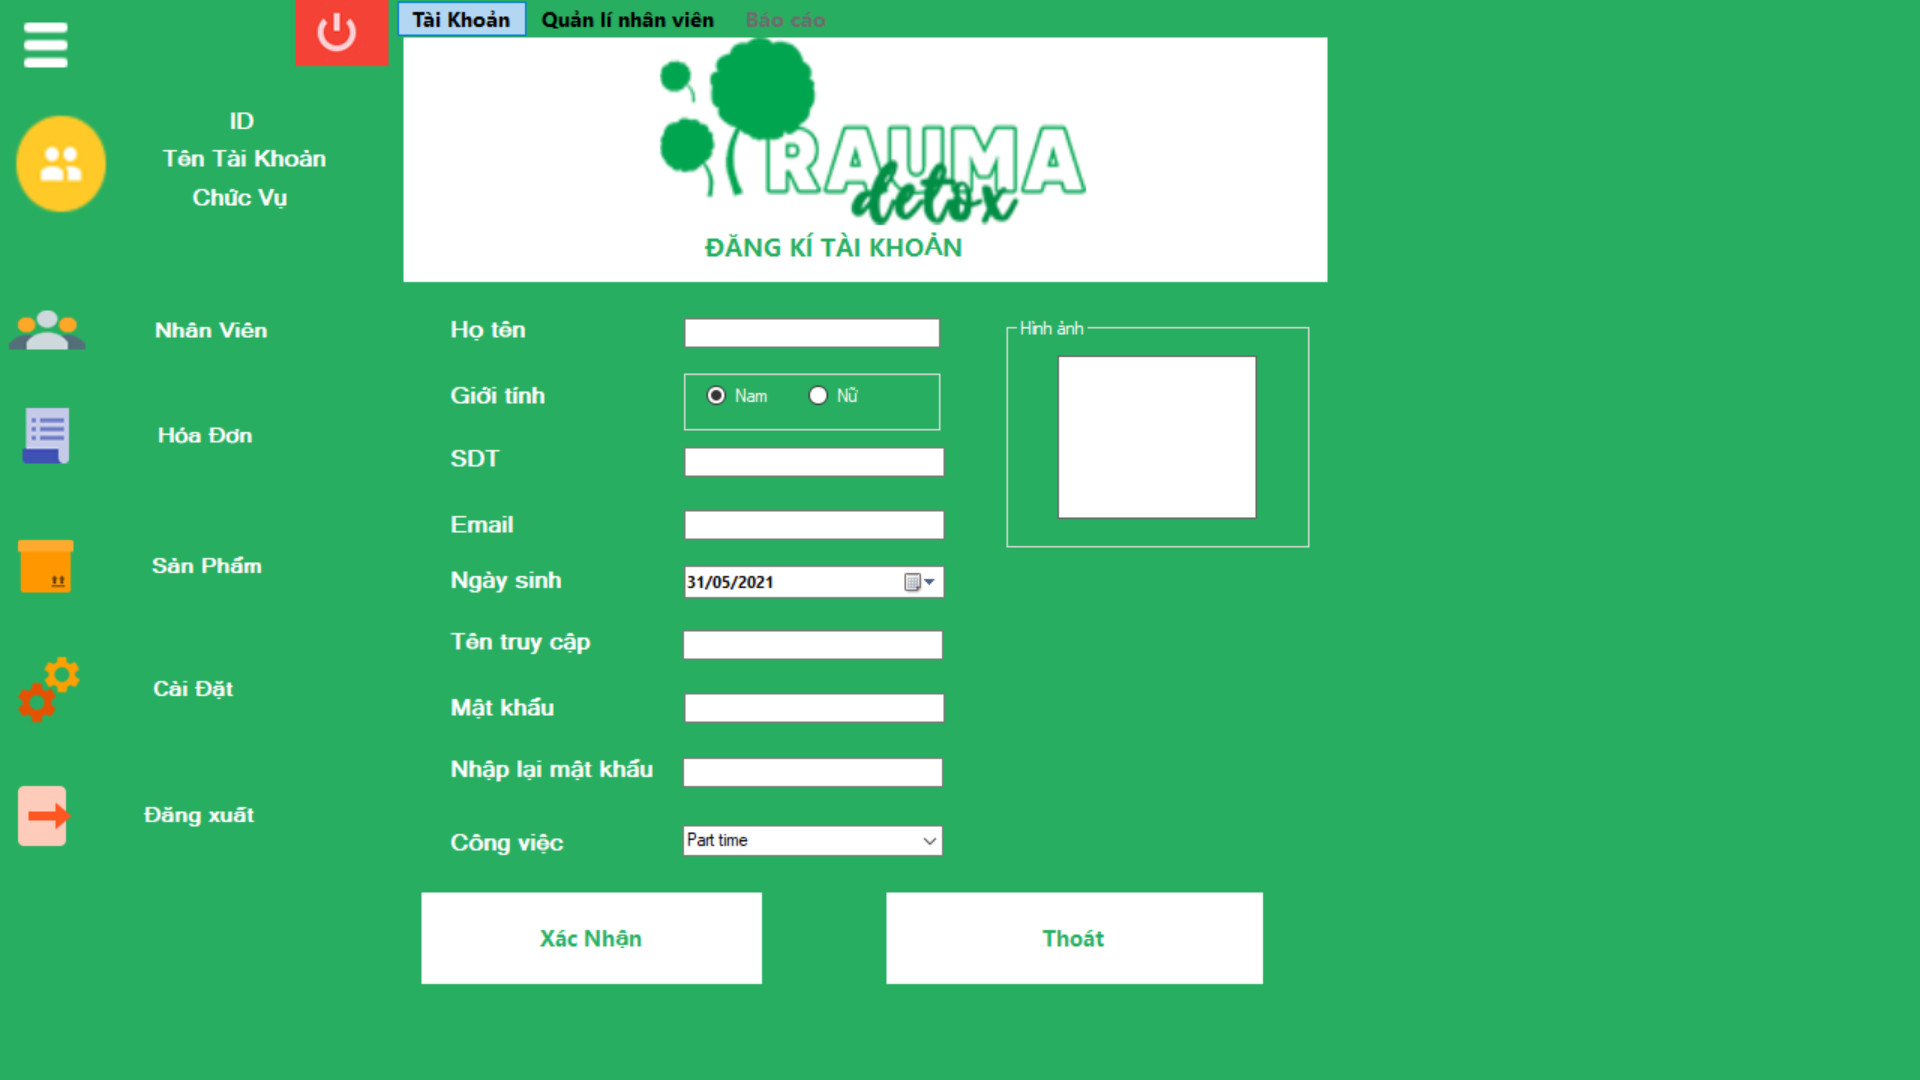 Tài Khoản Quản lí nhân viên Báo cáo
ID
Tên Tài Khoản
Chức Vụ
RAUMA
detox
ĐĂNG KÍ TÀI KHOẢN
Nhân Viên
Hóa Đơn
Sản Phẩm
Cài Đặt
Đăng xuất
Họ tên
Giới tính
Nam Nữ
SDT
Email
Ngày sinh
31/05/2021
Tên truy cập
Mật khẩu
Nhập lại mật khẩu
Công việc
Part time
Hình ảnh
Xác Nhận
Thoát